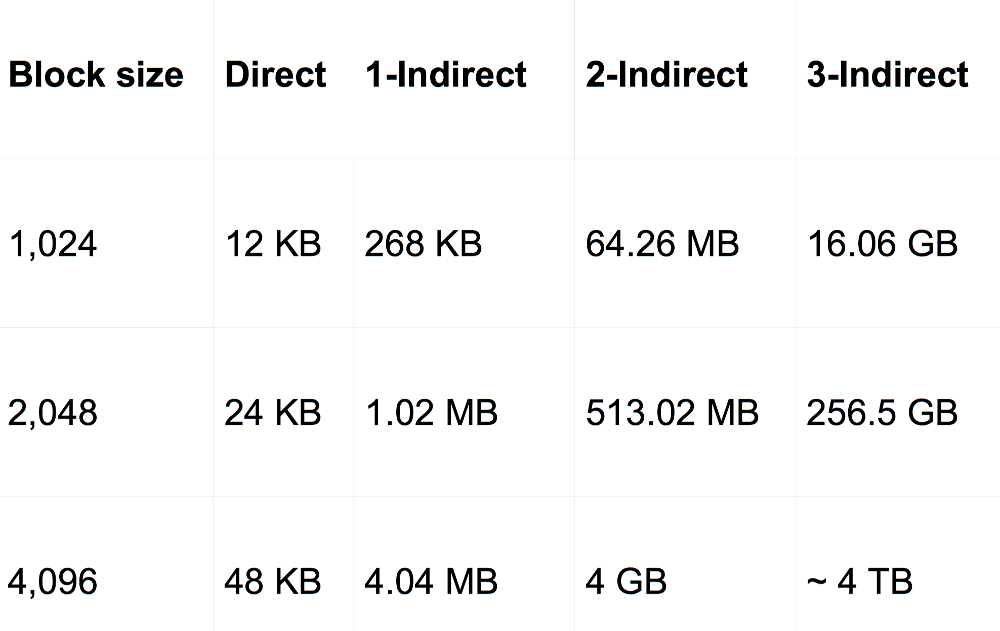 Block size Direct 1-Indirect 2-Indirect 3-Indirect
1,024 12 KB 268 KB 64.26 MB 16.06 GB
2,048 24 KB 1.02 MB 513.02 MB 256.5 GB
4,096 48 KB 4.04 MB 4 GB ~ 4 TB